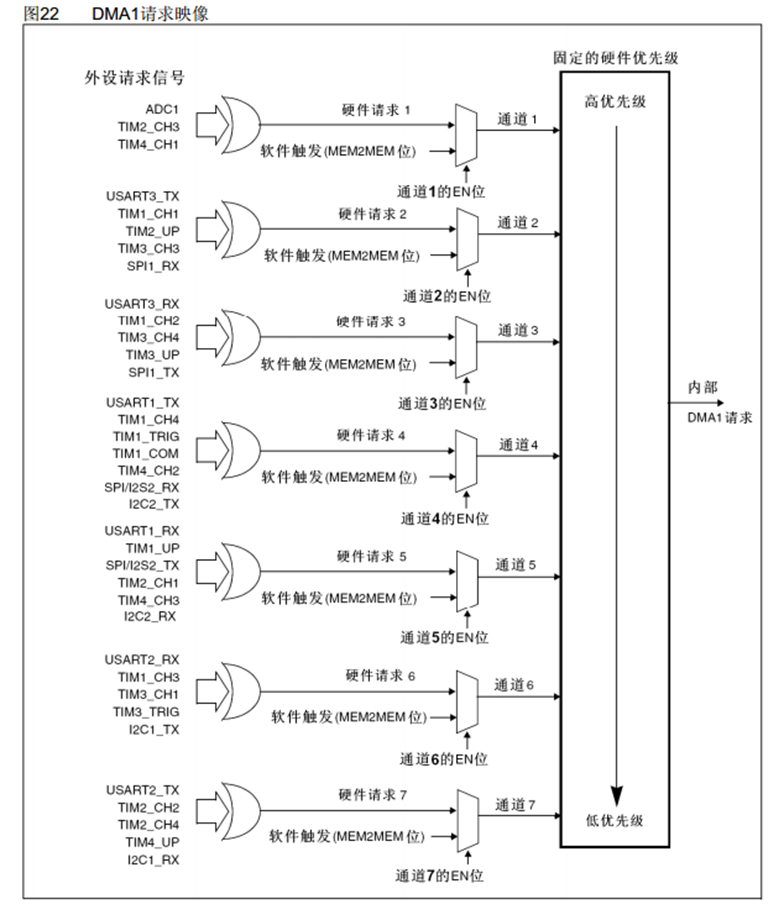 图22 DMA1请求映像
固定的硬件优先级
外设请求信号
高优先级
ADC1
TIM2_CH3
TIM4_CH1
硬件请求 1
软件触发(MEM2MEM 位)
通道 1
通道1的EN位
USART3_TX
TIM1_CH1
TIM2_UP
TIM3_CH3
SPI1_RX
硬件请求 2
软件触发(MEM2MEM 位)
通道 2
通道2的EN位
USART3_RX
TIM1_CH2
TIM3_CH4
TIM3_UP
SPI1_TX
硬件请求 3
软件触发(MEM2MEM 位)
通道 3
通道3的EN位
内部
DMA1 请求
USART1_TX
TIM1_CH4
TIM1_TRIG
TIM1_COM
TIM4_CH2
SPI/I2S2_RX
I2C2_TX
硬件请求 4
软件触发(MEM2MEM 位)
通道4
通道4的EN位
USART1_RX
TIM1_UP
SPI/I2S2_TX
TIM2_CH1
TIM4_CH3
I2C2_RX
硬件请求 5
软件触发(MEM2MEM 位)
通道 5
通道5的EN位
USART2_RX
TIM1_CH3
TIM3_CH1
TIM3_TRIG
I2C1_TX
硬件请求 6
软件触发(MEM2MEM 位)
通道6
通道6的EN位
USART2_TX
TIM2_CH2
TIM2_CH4
TIM4_UP
I2C1_RX
硬件请求 7
软件触发(MEM2MEM 位)
通道7
通道7的EN位
低优先级